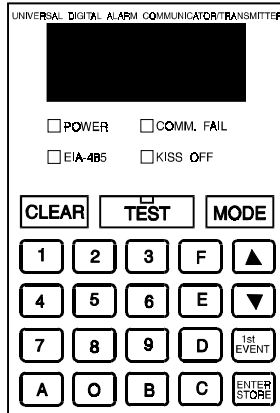 UNIVERSAL DIGITAL ALARM COMMUNICATOR/TRANSMITTER
POWER COMM. FAIL
EIA-485 KISS OFF
CLEAR TEST MODE
1 2 3 F ▲
4 5 6 E ▼
7 8 9 D 1st EVENT
A O B C ENTER STORE